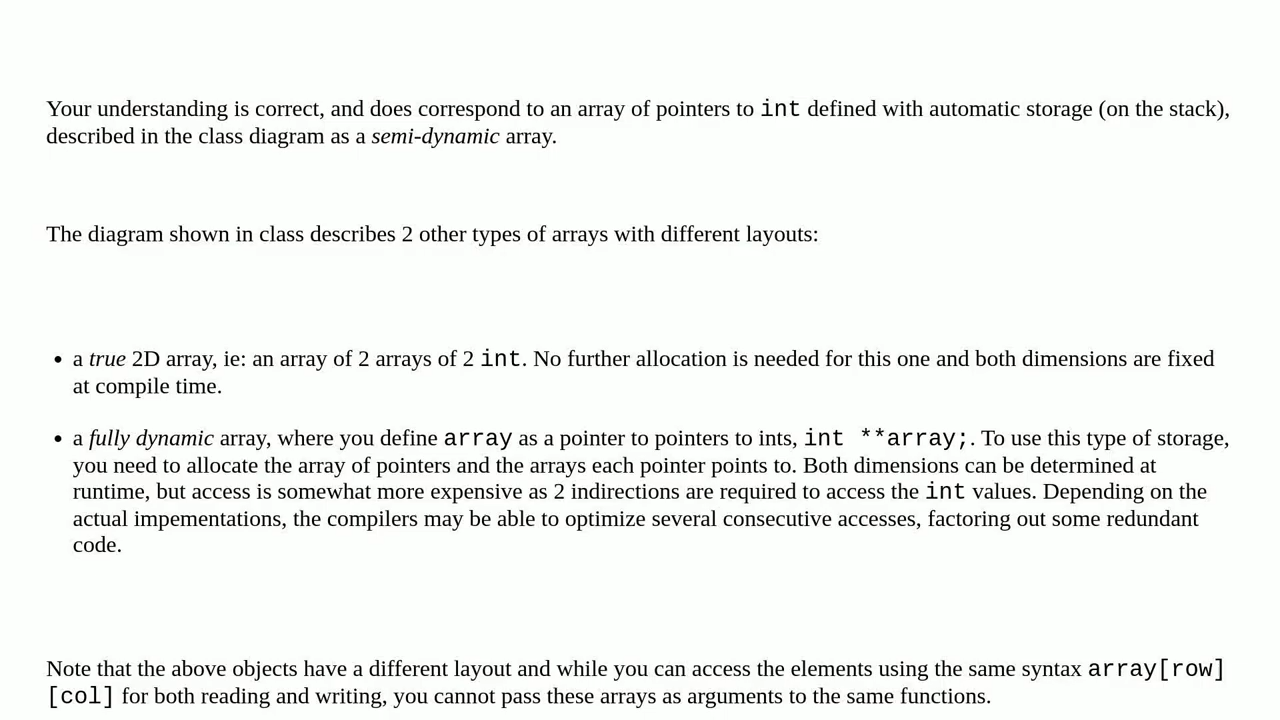 Your understanding is correct, and does correspond to an array of pointers to int defined with automatic storage (on the stack),
described in the class diagram as a semi-dynamic array.
The diagram shown in class describes 2 other types of arrays with different layouts:
• a true 2D array, ie: an array of 2 arrays of 2 int. No further allocation is needed for this one and both dimensions are fixed
at compile time.
• a fully dynamic array, where you define array as a pointer to pointers to ints, int **array;. To use this type of storage,
you need to allocate the array of pointers and the arrays each pointer points to. Both dimensions can be determined at
runtime, but access is somewhat more expensive as 2 indirections are required to access the int values. Depending on the
actual impementations, the compilers may be able to optimize several consecutive accesses, factoring out some redundant
code.
Note that the above objects have a different layout and while you can access the elements using the same syntax array[row]
[col] for both reading and writing, you cannot pass these arrays as arguments to the same functions.